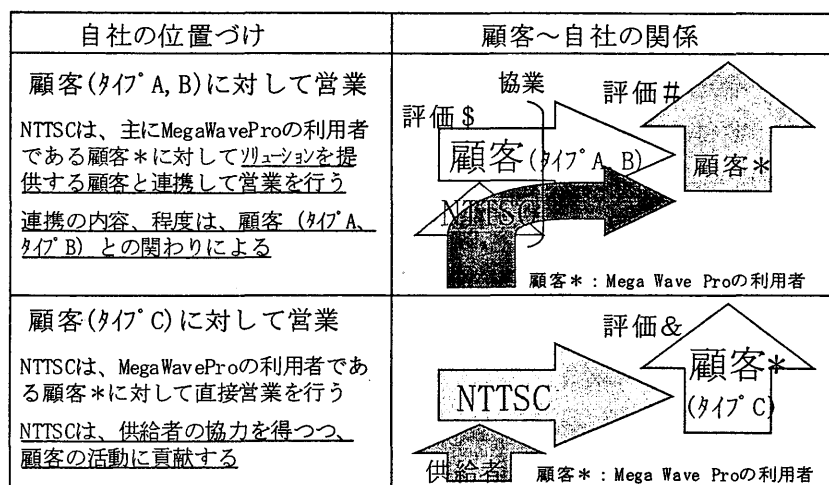 自社の位置づけ
顧客～自社の関係
顧客(ﾀｲﾌﾟA,B)に対して営業
NTTSCは、主にMegaWaveProの利用者
である顧客*に対してｿﾘｭｰｼｮﾝを提
供する顧客と連携して営業を行う
連携の内容、程度は、顧客（ﾀｲﾌﾟA、
ﾀｲﾌﾟB）との関わりによる
協業
評価$
評価#
顧客(ﾀｲﾌﾟA,B)
顧客*
NTTSC
顧客*：Mega Wave Proの利用者
顧客(ﾀｲﾌﾟC)に対して営業
NTTSCは、MegaWaveProの利用者であ
る顧客*に対して直接営業を行う
NTTSCは、供給者の協力を得つつ、
顧客の活動に貢献する
評価&
顧客*
(ﾀｲﾌﾟC)
NTTSC
供給者
顧客*：Mega Wave Proの利用者